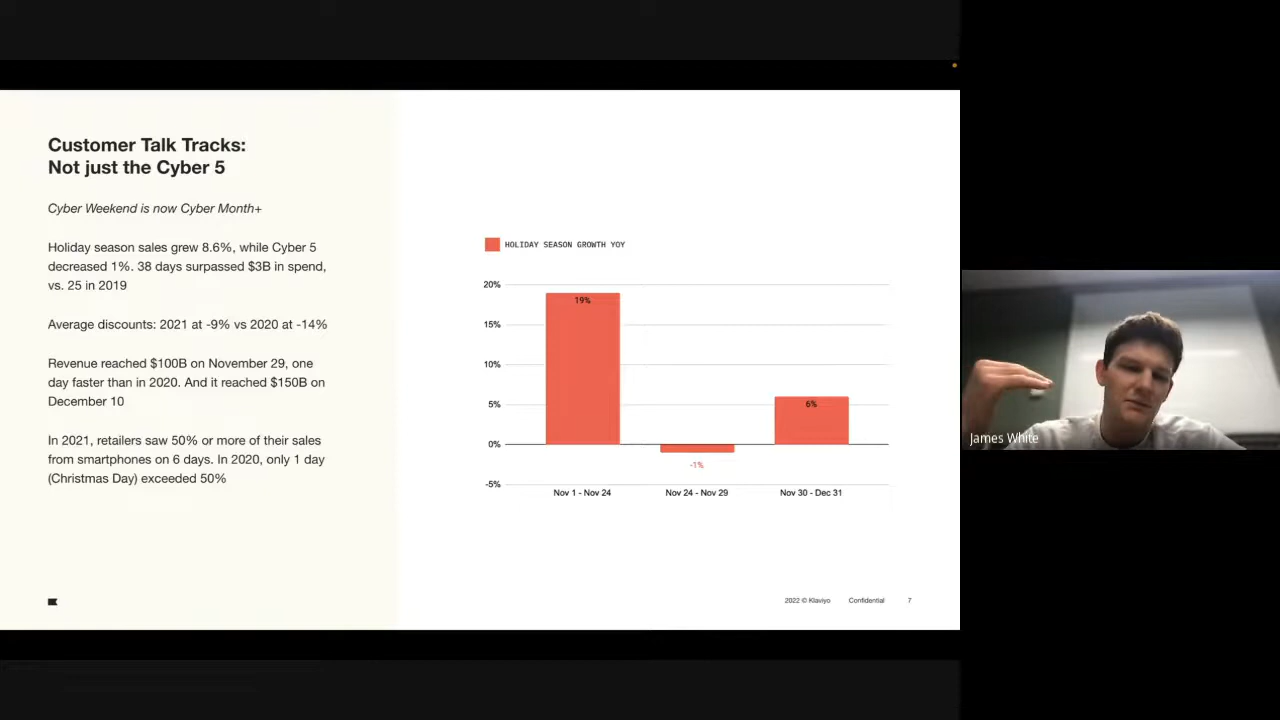 Customer Talk Tracks:
Not just the Cyber 5
Cyber Weekend is now Cyber Month+
Holiday season sales grew 8.6%, while Cyber 5
decreased 1%. 38 days surpassed $3B in spend,
vs. 25 in 2019
Average discounts: 2021 at -9% vs 2020 at -14%
Revenue reached $100B on November 29, one
day faster than in 2020. And it reached $150B on
December 10
In 2021, retailers saw 50% or more of their sales
from smartphones on 6 days. In 2020, only 1 day
(Christmas Day) exceeded 50%
HOLIDAY SEASON GROWTH YOY
20%
15%
10%
5%
0%
-5%
19%
-1%
6%
Nov 1 - Nov 24
Nov 24 - Nov 29
Nov 30 - Dec 31
2022 © Klaviyo
Confidential
7
James White